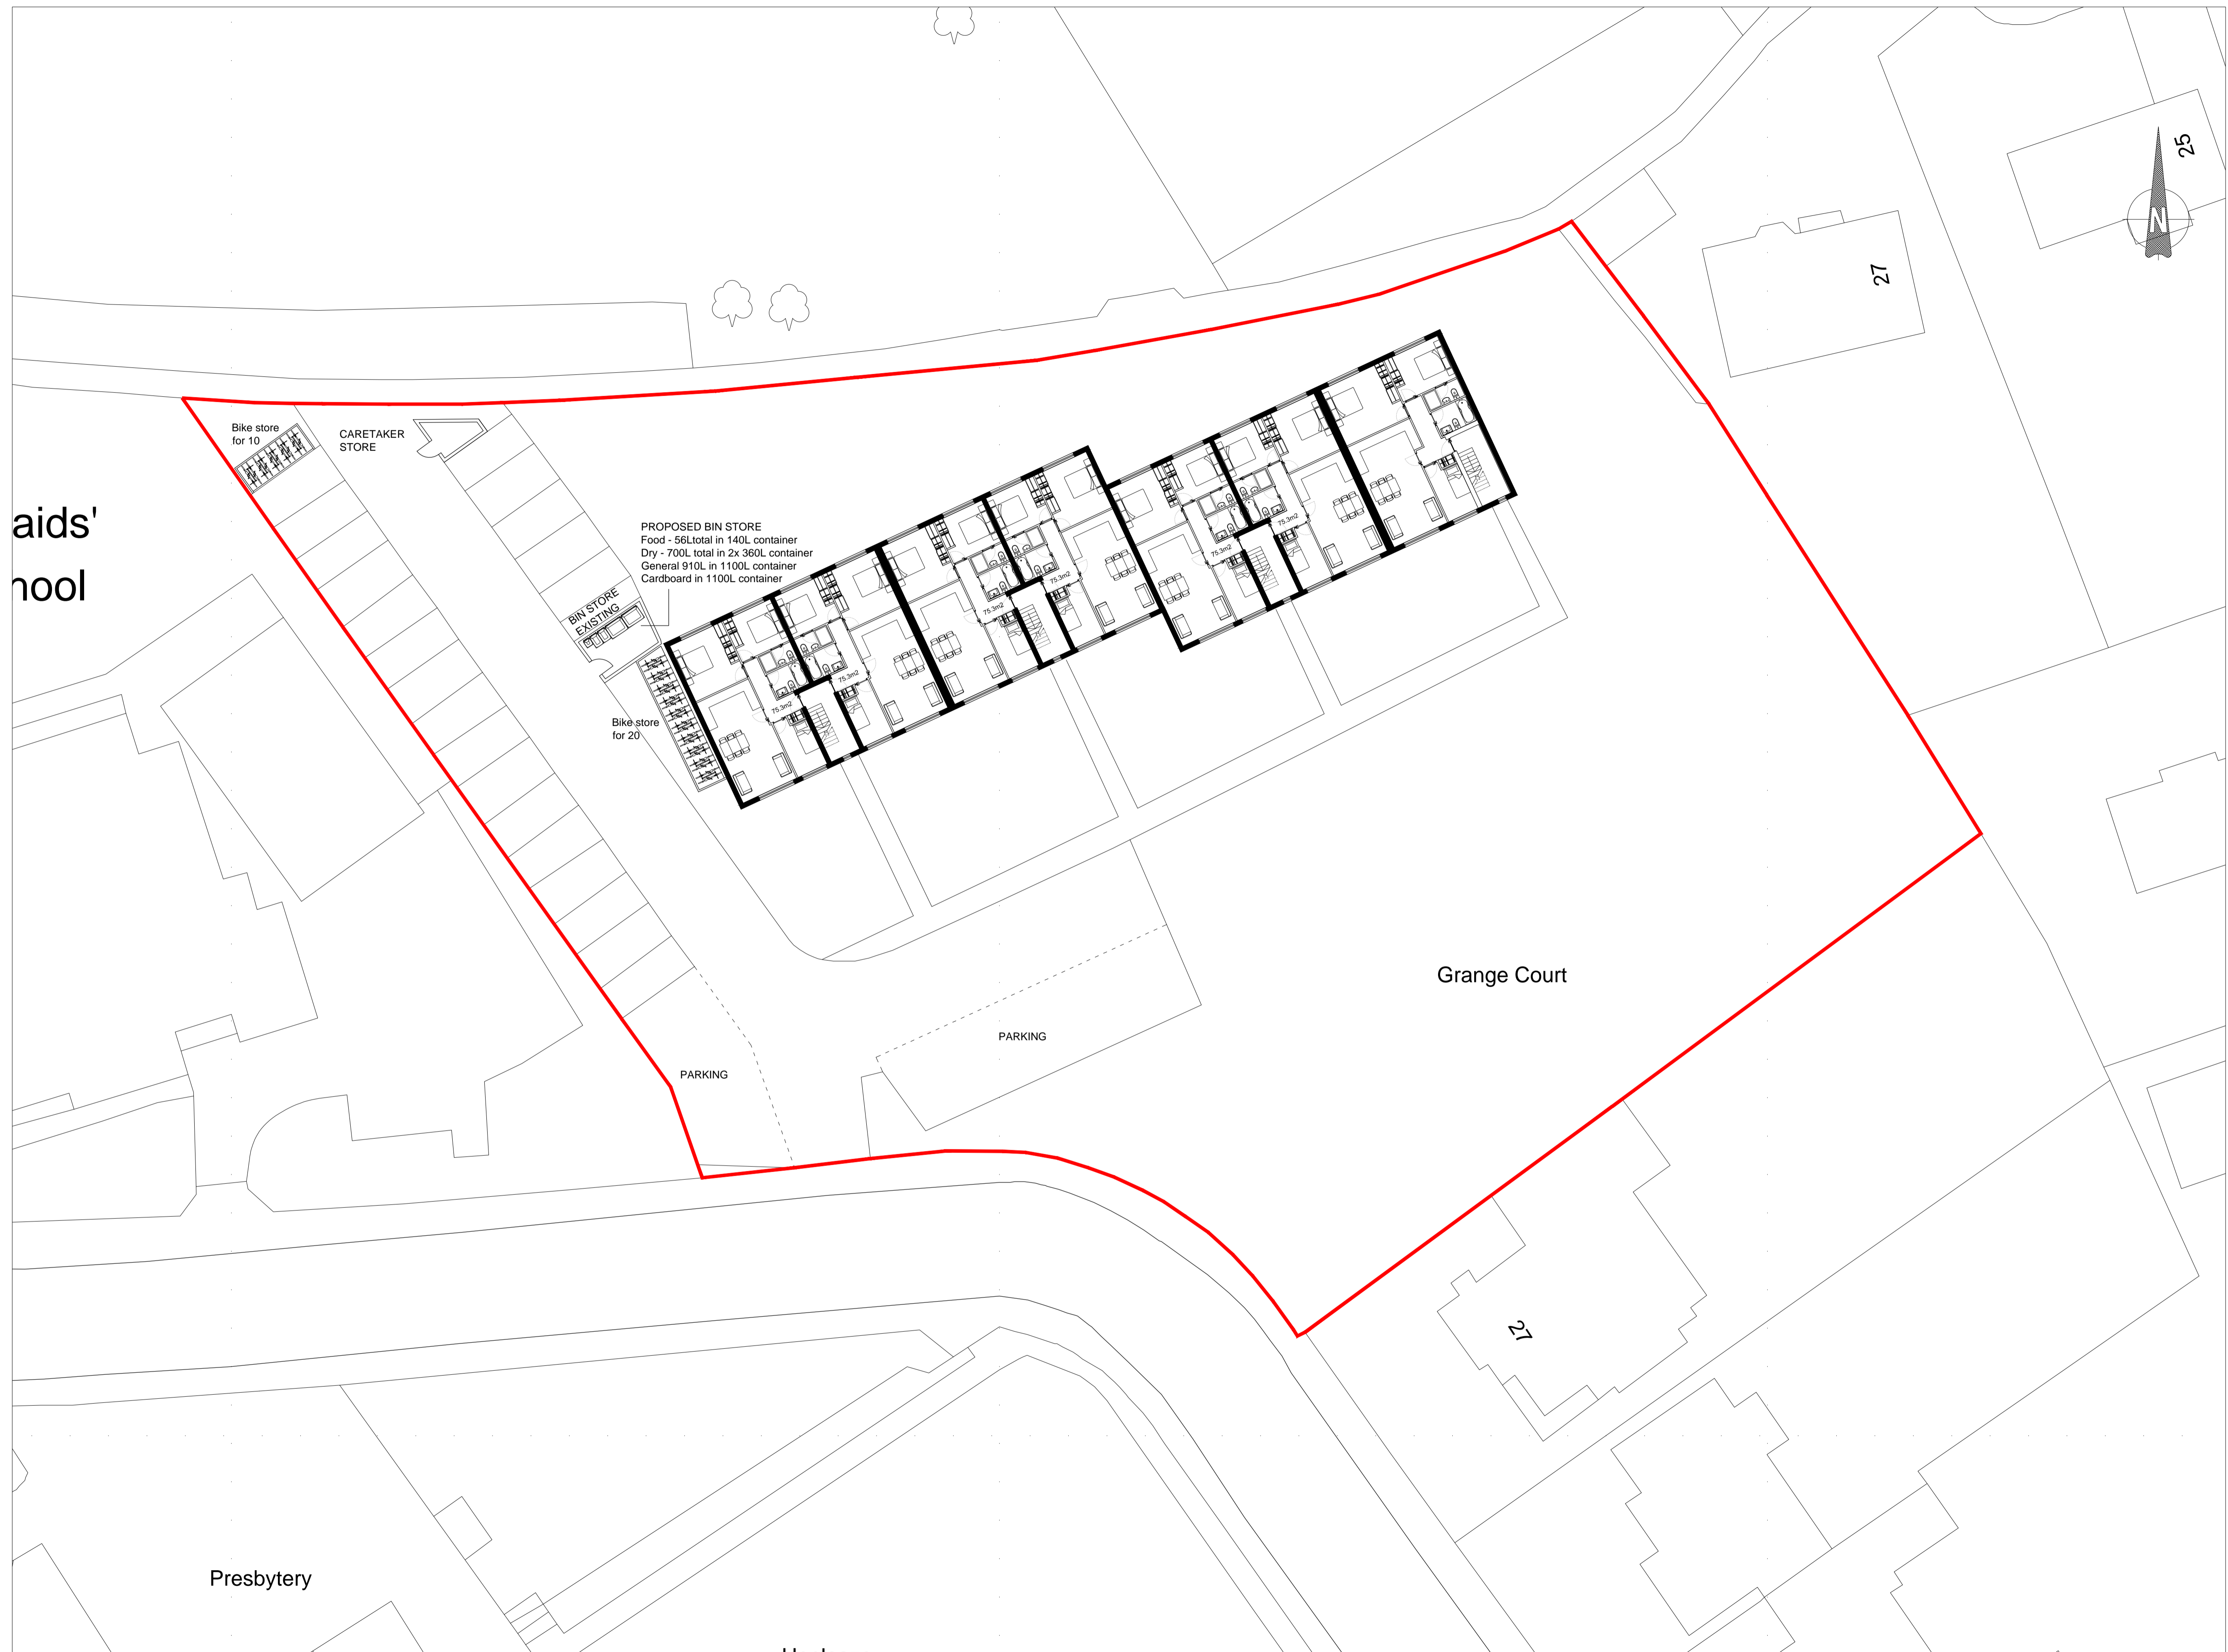 25
27
N
Bike store
for 10
CARETAKER
STORE
aids'
hool
PROPOSED BIN STORE
Food - 56Ltotal in 140L container
Dry - 700L total in 2x 360L container
General 910L in 1100L container
Cardboard in 1100L container
BIN STORE
EXISTING
Bike store
for 20
75.3m2
75.3m2
75.3m2
75.3m2
75.3m2
75.3m2
Grange Court
PARKING
PARKING
27
Presbytery